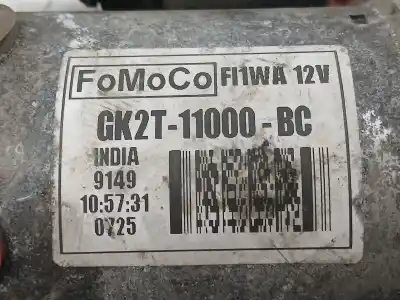 FoMoCo FI1WA 12V
GK2T-11000-BC
INDIA
9149
10:57:31
0725